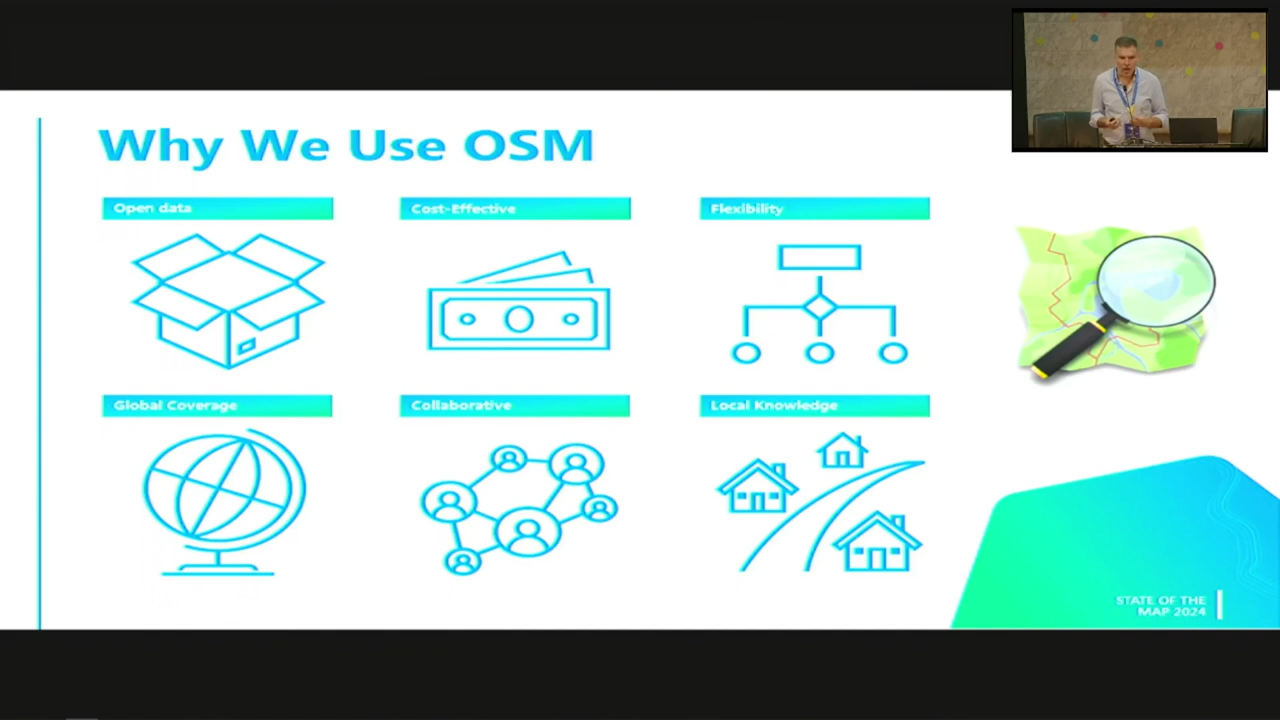 Why We Use OSM
Open data
Cost-Effective
Flexibility
Global Coverage
Collaborative
Local Knowledge
STATE OF THE
MAP 2024